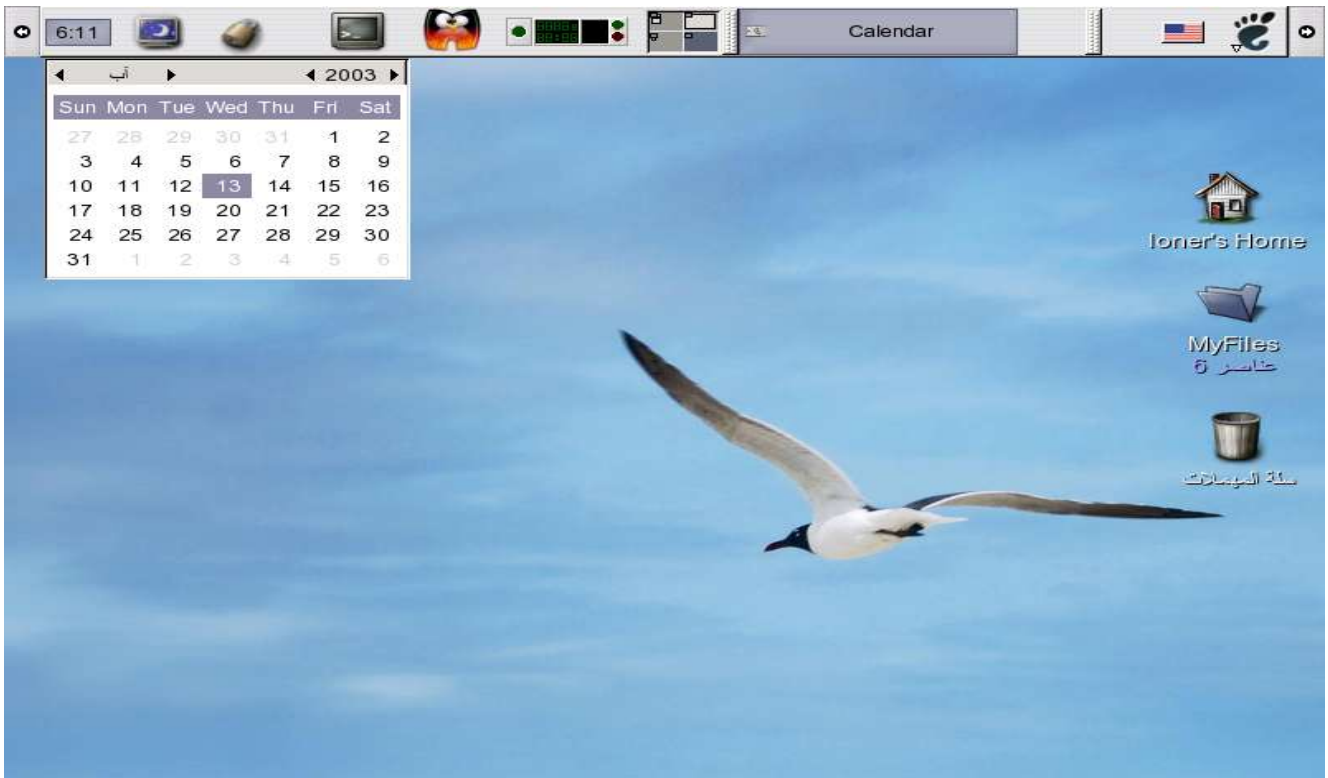 6:11
Calendar
آب
2003
Sun Mon Tue Wed Thu Fri Sat
27 28 29 30 31 1 2
3 4 5 6 7 8 9
10 11 12 13 14 15 16
17 18 19 20 21 22 23
24 25 26 27 28 29 30
31 1 2 3 4 5 6
loner's Home
MyFiles
6 عناصر
سلة المهملات